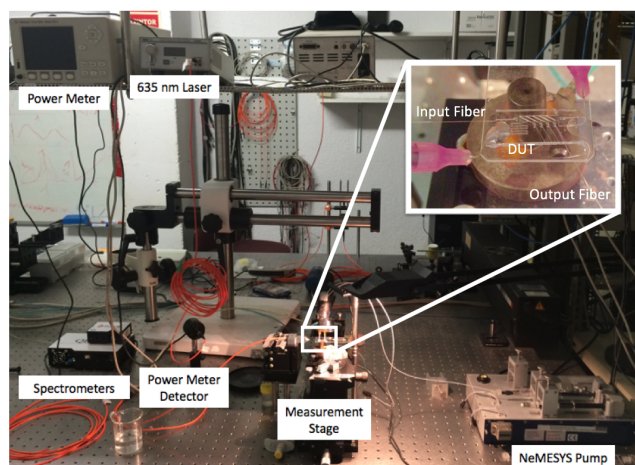 Power Meter
635 nm Laser
Input Fiber
DUT
Output Fiber
Spectrometers
Power Meter
Detector
Measurement
Stage
NeMESYS Pump